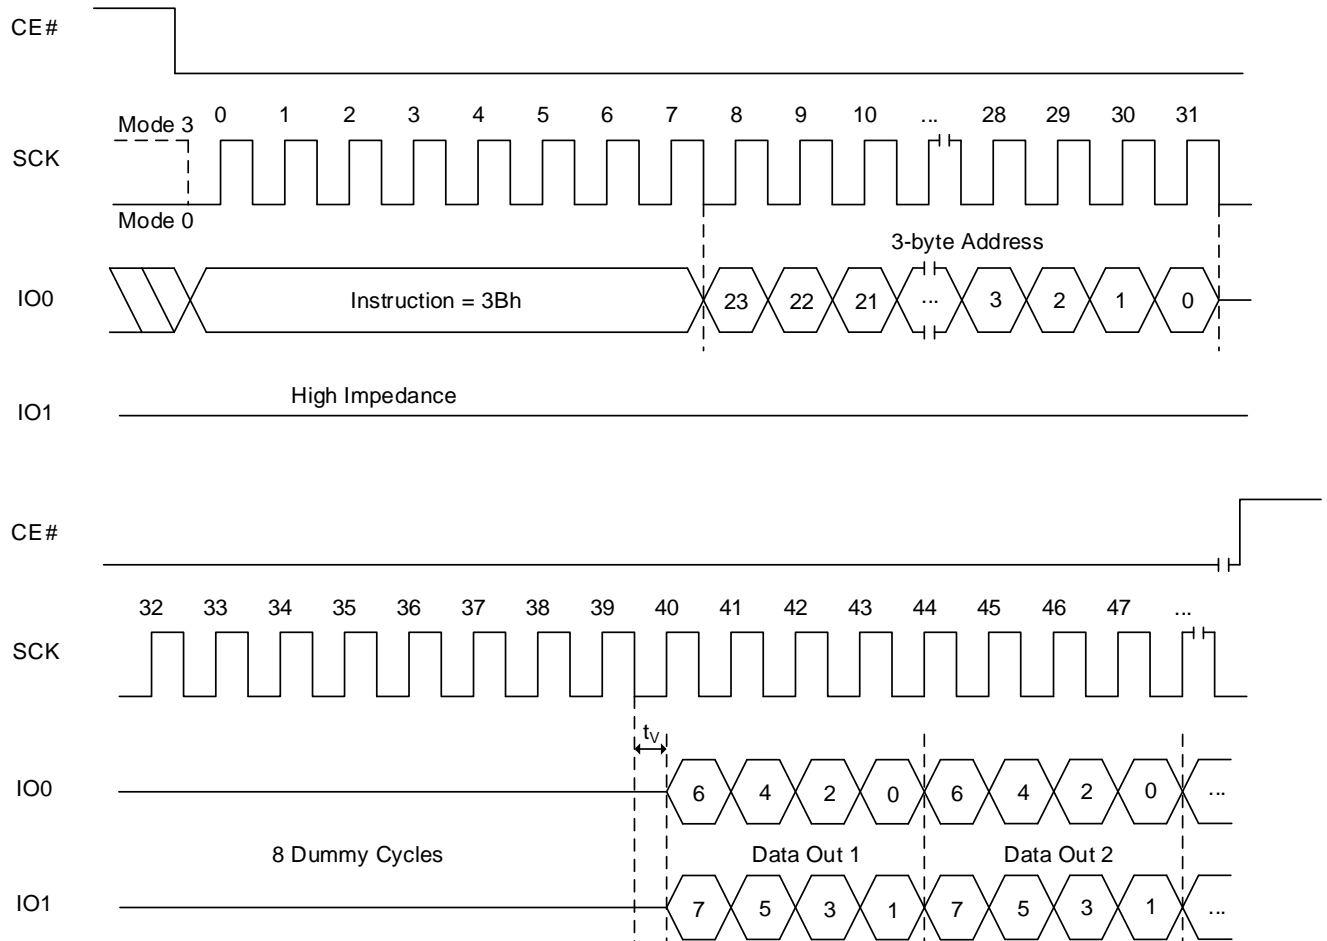 CE#
Mode 3 0 1 2 3 4 5 6 7 8 9 10 ... 28 29 30 31
SCK
Mode 0
3-byte Address
IO0 Instruction = 3Bh 23 22 21 ... 3 2 1 0
High Impedance
IO1
CE#
32 33 34 35 36 37 38 39 40 41 42 43 44 45 46 47 ...
SCK
tV
IO0 6 4 2 0 6 4 2 0 ...
8 Dummy Cycles Data Out 1 Data Out 2
IO1 7 5 3 1 7 5 3 1 ...